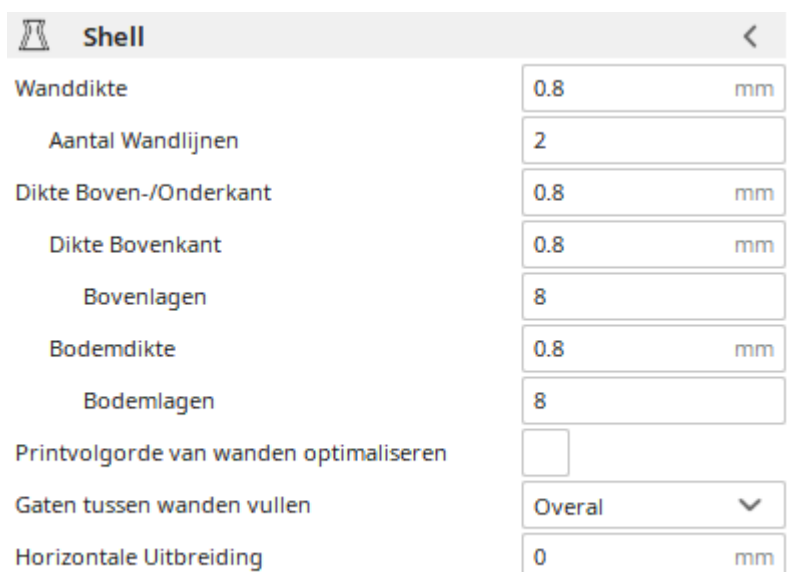 Shell
Wanddikte 0.8 mm
Aantal Wandlijnen 2
Dikte Boven-/Onderkant 0.8 mm
Dikte Bovenkant 0.8 mm
Bovenlagen 8
Bodemdikte 0.8 mm
Bodemlagen 8
Printvolgorde van wanden optimaliseren
Gaten tussen wanden vullen Overal
Horizontale Uitbreiding 0 mm